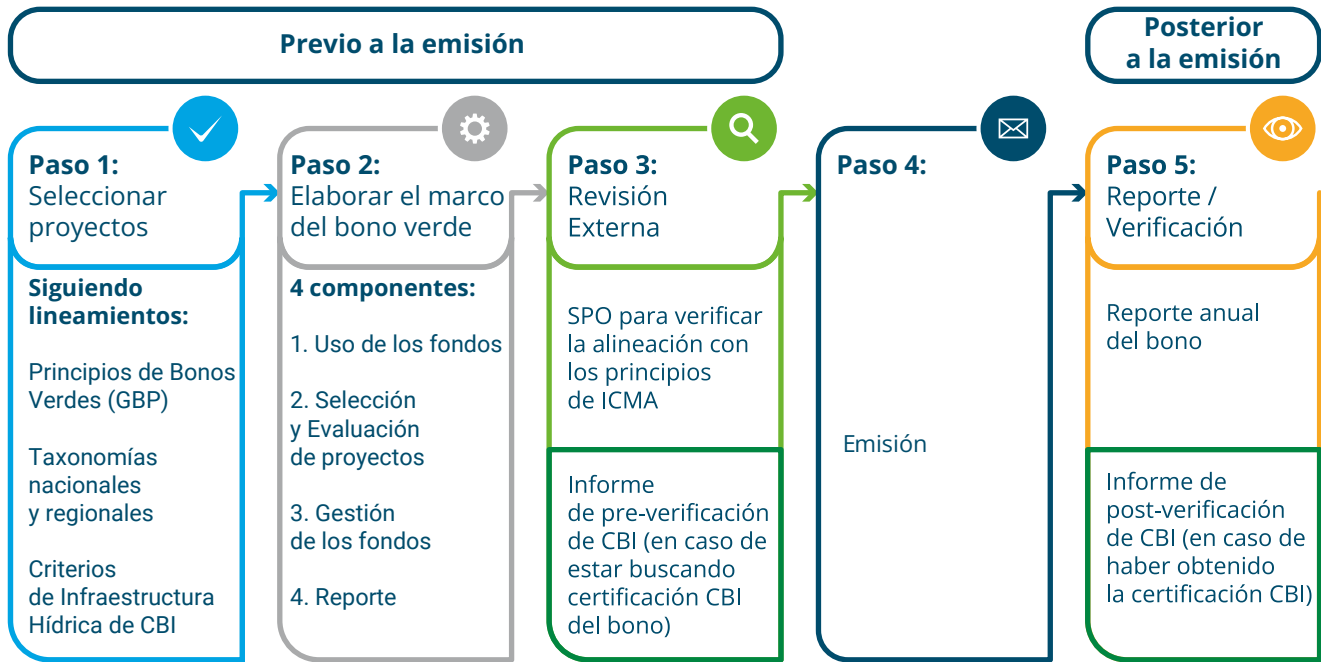 Previo a la emisión
Posterior
a la emisión
Paso 1:
Seleccionar
proyectos
Siguiendo
lineamientos:
Principios de Bonos
Verdes (GBP)
Taxonomías
nacionales
y regionales
Criterios
de Infraestructura
Hídrica de CBI
Paso 2:
Elaborar el marco
del bono verde
4 componentes:
1. Uso de los fondos
2. Selección
y Evaluación
de proyectos
3. Gestión
de los fondos
4. Reporte
Paso 3:
Revisión
Externa
SPO para verificar
la alineación con
los principios
de ICMA
Informe
de pre-verificación
de CBI (en caso de
estar buscando
certificación CBI
del bono)
Paso 4:
Emisión
Paso 5:
Reporte /
Verificación
Reporte anual
del bono
Informe de
post-verificación
de CBI (en caso de
haber obtenido
la certificación CBI)